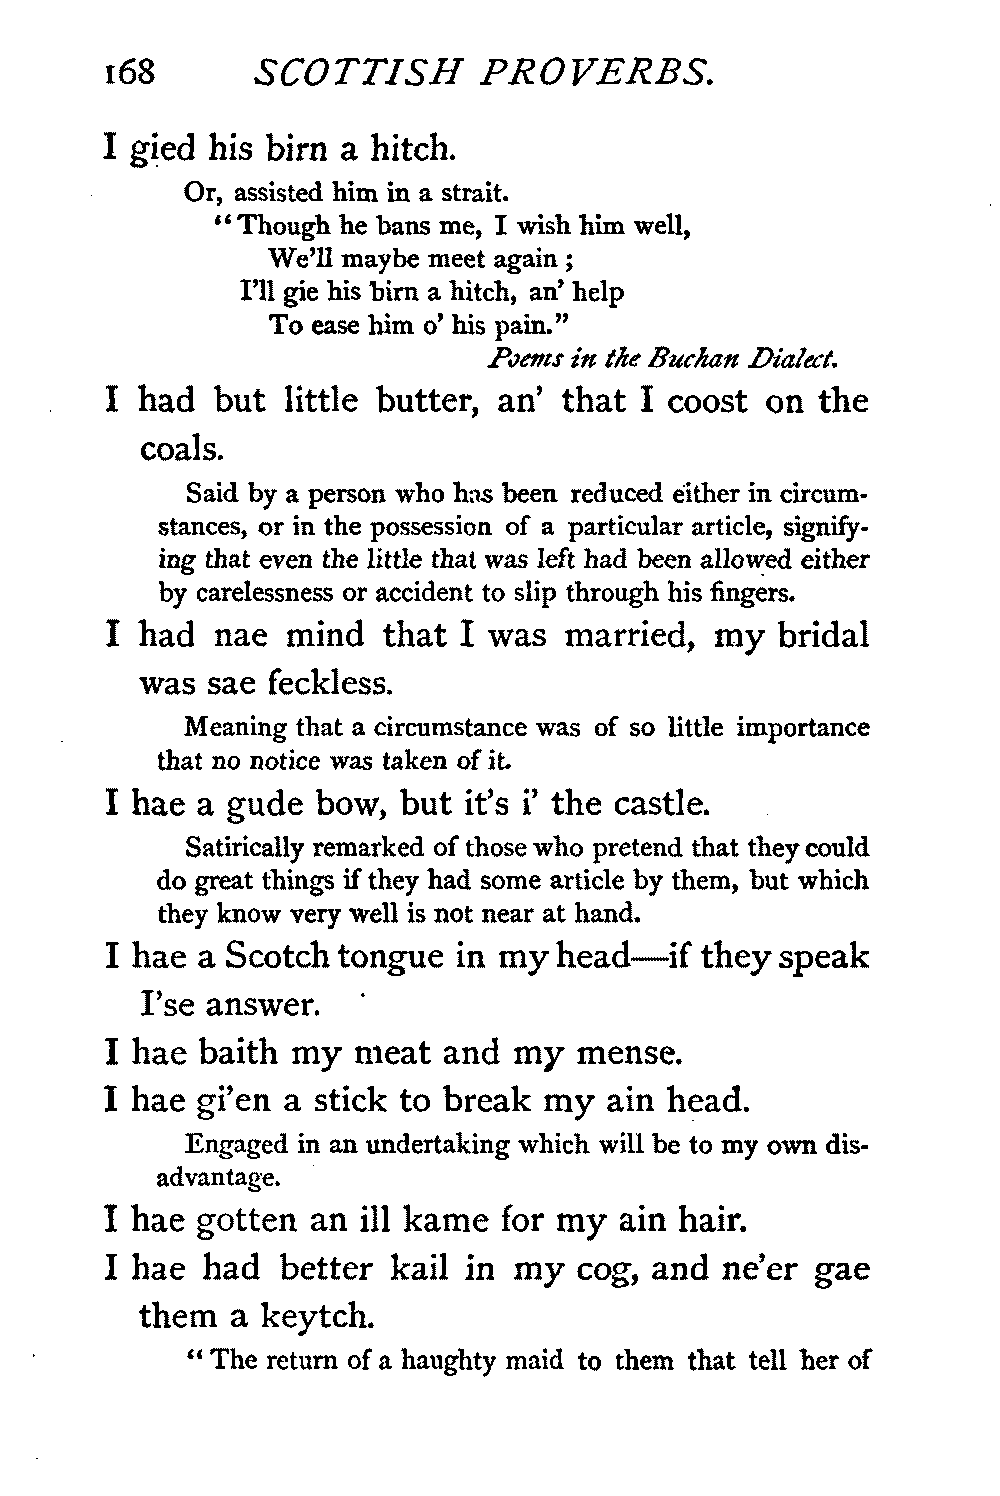 168 SCOTTISH PROVERBS.
I gied his birn a hitch.
Or, assisted him in a strait.
“Though he bans me, I wish him well,
We’ll maybe meet again ;
I’ll gie his birn a hitch, an’ help
To ease him o’ his pain.”
Poems in the Buchan Dialect.
I had but little butter, an’ that I coost on the
coals.
Said by a person who has been reduced either in circum-
stances, or in the possession of a particular article, signify-
ing that even the little that was left had been allowed either
by carelessness or accident to slip through his fingers.
I had nae mind that I was married, my bridal
was sae feckless.
Meaning that a circumstance was of so little importance
that no notice was taken of it.
I hae a gude bow, but it’s i’ the castle.
Satirically remarked of those who pretend that they could
do great things if they had some article by them, but which
they know very well is not near at hand.
I hae a Scotch tongue in my head—if they speak
I’se answer.
I hae baith my meat and my mense.
I hae gi’en a stick to break my ain head.
Engaged in an undertaking which will be to my own dis-
advantage.
I hae gotten an ill kame for my ain hair.
I hae had better kail in my cog, and ne’er gae
them a keytch.
“ The return of a haughty maid to them that tell her of